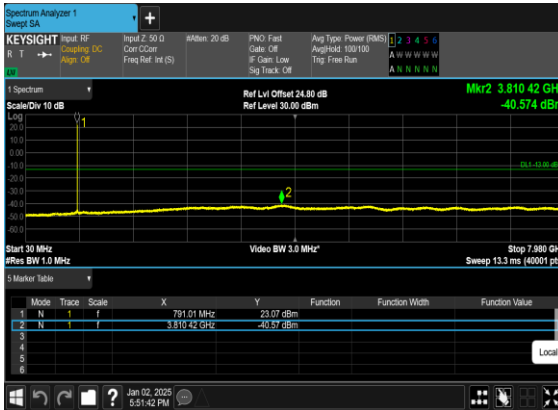 Spectrum Analyzer 1
Swept SA
+
KEYSIGHT
R T
LXI
Input: RF
Coupling: DC
Align: Off
Input Z: 50 Ω
Corr CCorr
Freq Ref: Int (S)
#Atten: 20 dB
PNO: Fast
Gate: Off
IF Gain: Low
Sig Track: Off
Avg Type: Power (RMS)
Avg|Hold: 100/100
Trig: Free Run
1 2 3 4 5 6
A W W W W W
A N N N N N
1 Spectrum
Scale/Div 10 dB
Ref Lvl Offset 24.80 dB
Ref Level 30.00 dBm
Mkr2 3.810 42 GHz
-40.574 dBm
Log
20.0
10.0
0.00
-10.0
-20.0
-30.0
-40.0
-50.0
-60.0
1
2
DL1 -13.00 dB
Start 30 MHz
#Res BW 1.0 MHz
Video BW 3.0 MHz*
Stop 7.980 GH
Sweep 13.3 ms (40001 pts
5 Marker Table
Mode Trace Scale X Y Function Function Width Function Value
1 N 1 f 791.01 MHz 23.07 dBm
2 N 1 f 3.810 42 GHz -40.57 dBm
3
4
5
6
Local
?
Jan 02, 2025
5:51:42 PM